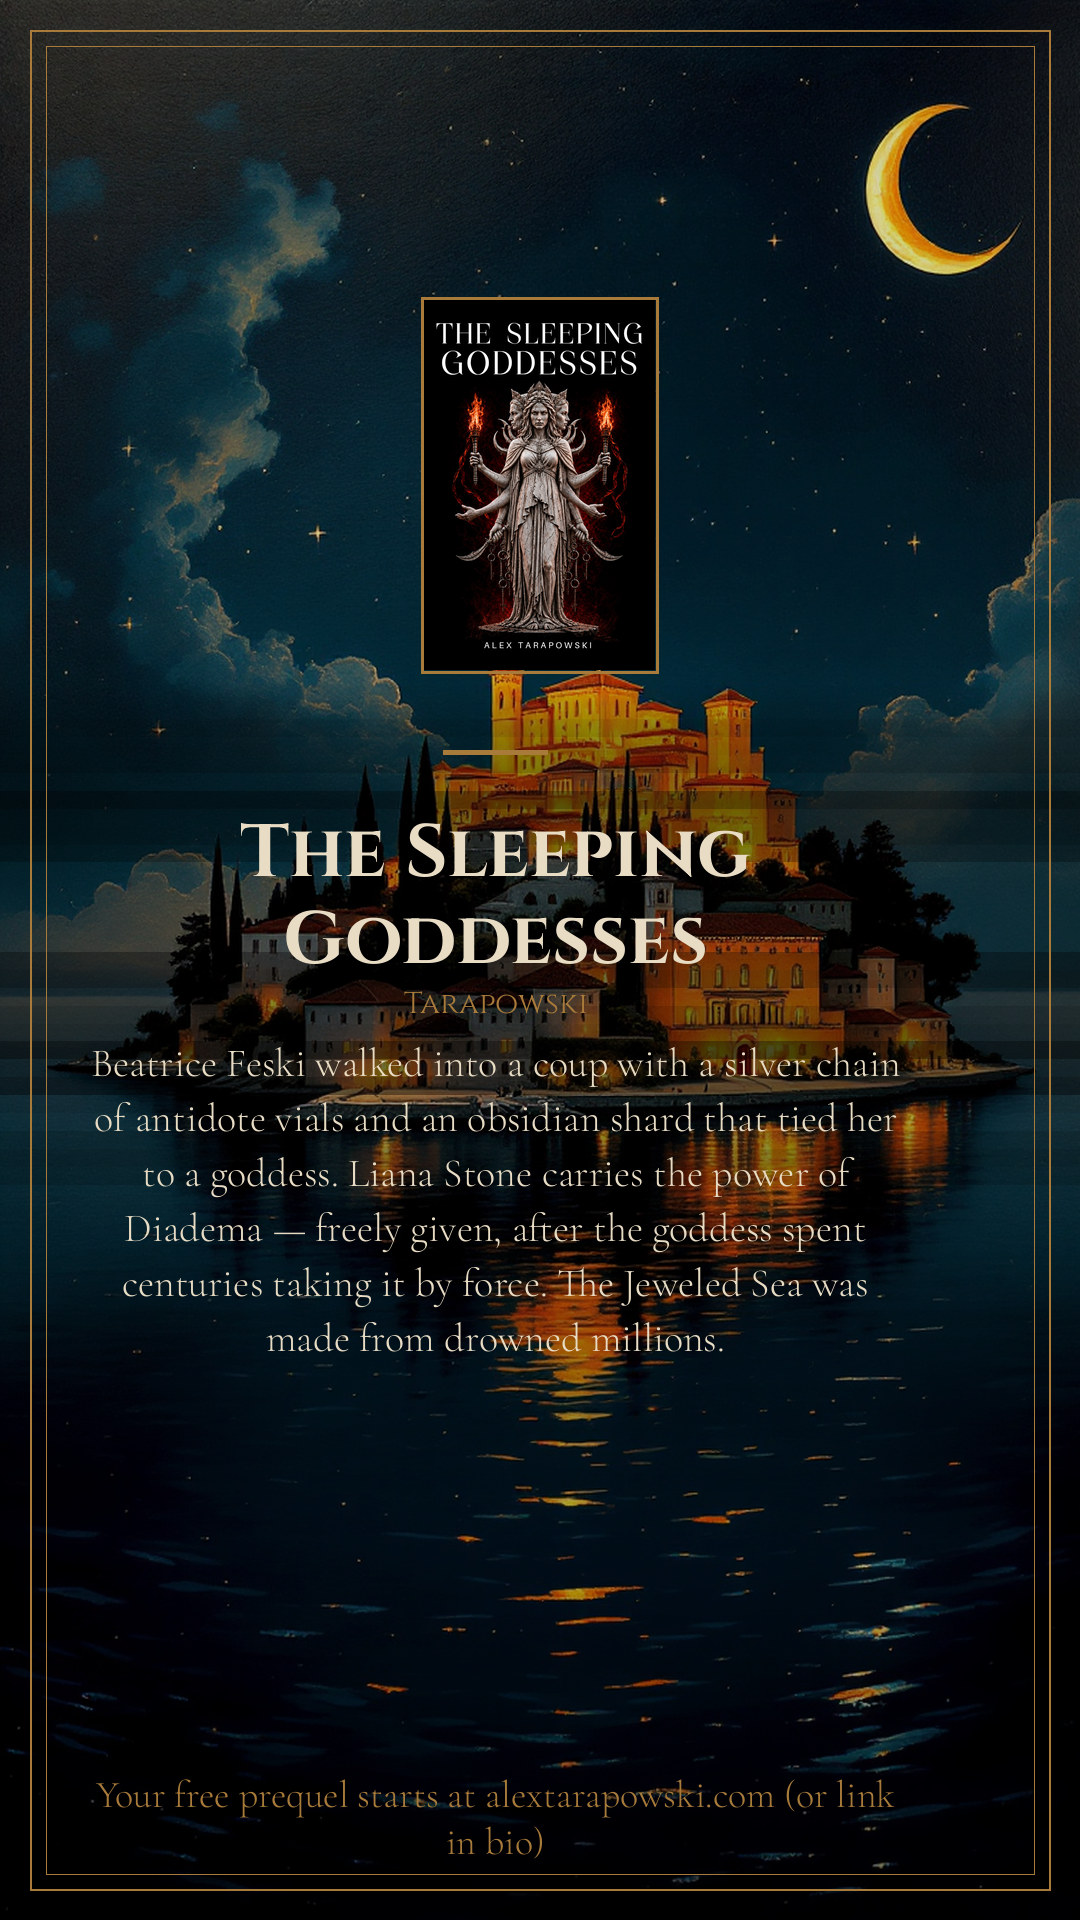 THE SLEEPING
GODDESSES
ALEX TARAPOWSKI
The Sleeping
Goddesses
Tarapowski
Beatrice Feski walked into a coup with a silver chain
of antidote vials and an obsidian shard that tied her
to a goddess. Liana Stone carries the power of
Diadema — freely given, after the goddess spent
centuries taking it by force. The Jeweled Sea was
made from drowned millions.
Your free prequel starts at alextarapowski.com (or link
in bio)